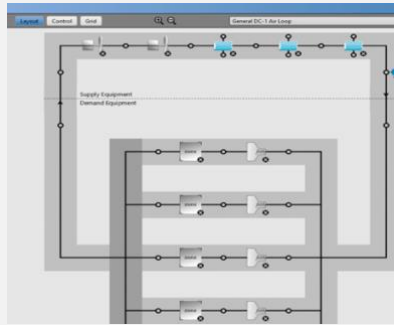 Layout
Control
Grid
General DC-1 Air Loop
Supply Equipment
Demand Equipment